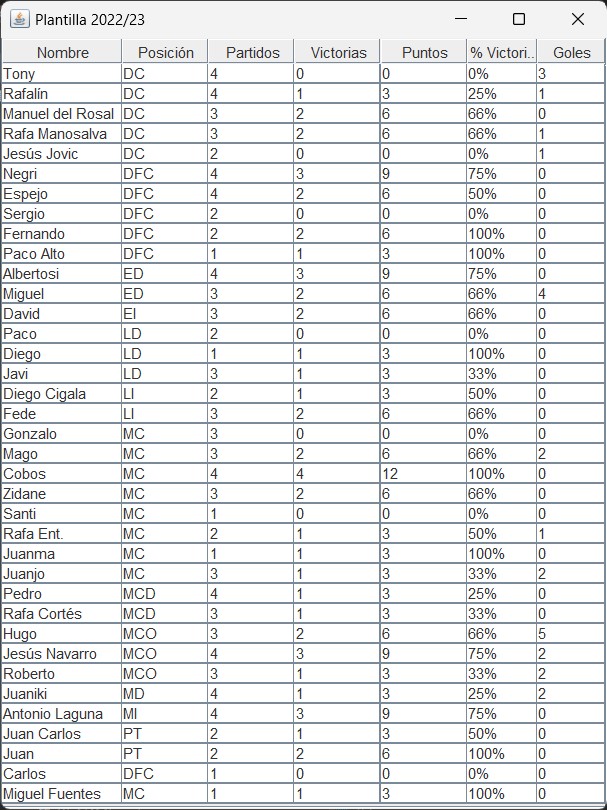 Plantilla 2022/23
Nombre Posición Partidos Victorias Puntos % Victori... Goles
Tony DC 4 0 0 0% 3
Rafalín DC 4 1 3 25% 1
Manuel del Rosal DC 3 2 6 66% 0
Rafa Manosalva DC 3 2 6 66% 1
Jesús Jovic DC 2 0 0 0% 1
Negri DFC 4 3 9 75% 0
Espejo DFC 4 2 6 50% 0
Sergio DFC 2 0 0 0% 0
Fernando DFC 2 2 6 100% 0
Paco Alto DFC 1 1 3 100% 0
Albertosi ED 4 3 9 75% 0
Miguel ED 3 2 6 66% 4
David EI 3 2 6 66% 0
Paco LD 2 0 0 0% 0
Diego LD 1 1 3 100% 0
Javi LD 3 1 3 33% 0
Diego Cigala LI 2 1 3 50% 0
Fede LI 3 2 6 66% 0
Gonzalo MC 3 0 0 0% 0
Mago MC 3 2 6 66% 2
Cobos MC 4 4 12 100% 0
Zidane MC 3 2 6 66% 0
Santi MC 1 0 0 0% 0
Rafa Ent. MC 2 1 3 50% 1
Juanma MC 1 1 3 100% 0
Juanjo MC 3 1 3 33% 2
Pedro MCD 4 1 3 25% 0
Rafa Cortés MCD 3 1 3 33% 0
Hugo MCO 3 2 6 66% 5
Jesús Navarro MCO 4 3 9 75% 2
Roberto MCO 3 1 3 33% 2
Juaniki MD 4 1 3 25% 2
Antonio Laguna MI 4 3 9 75% 0
Juan Carlos PT 2 1 3 50% 0
Juan PT 2 2 6 100% 0
Carlos DFC 1 0 0 0% 0
Miguel Fuentes MC 1 1 3 100% 0